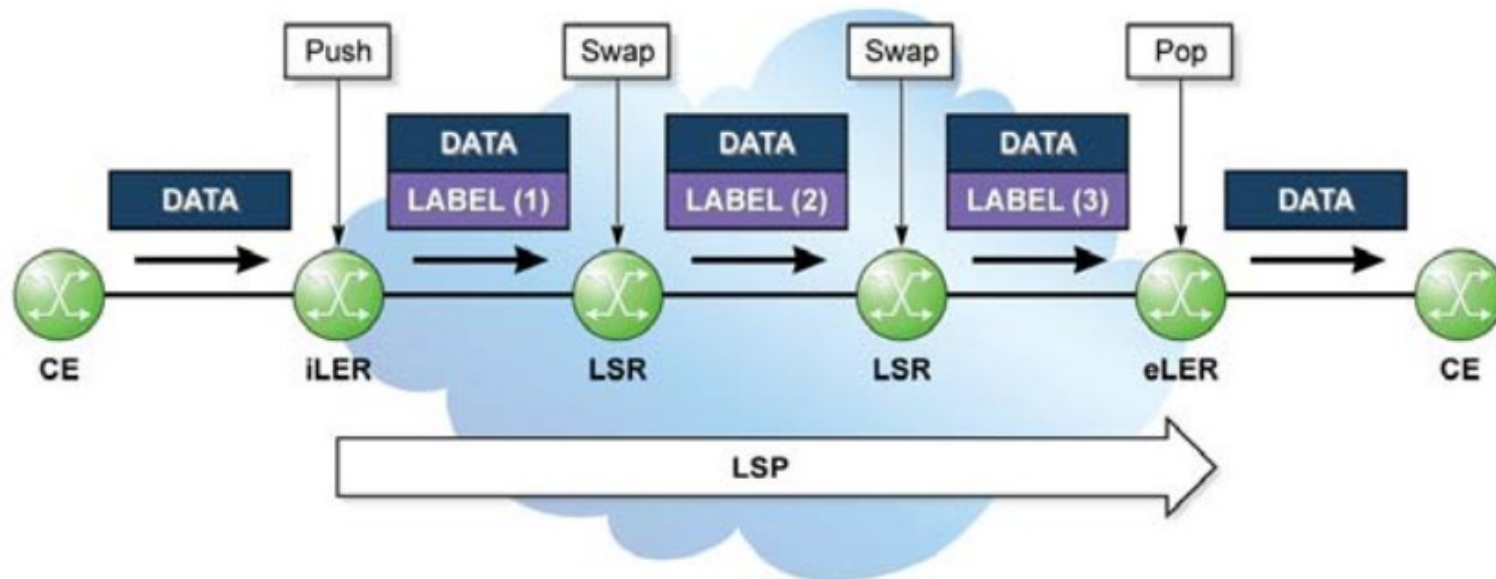 Push
Swap
Swap
Pop
DATA
DATA
LABEL (1)
DATA
LABEL (2)
DATA
LABEL (3)
DATA
CE
iLER
LSR
LSR
eLER
CE
LSP